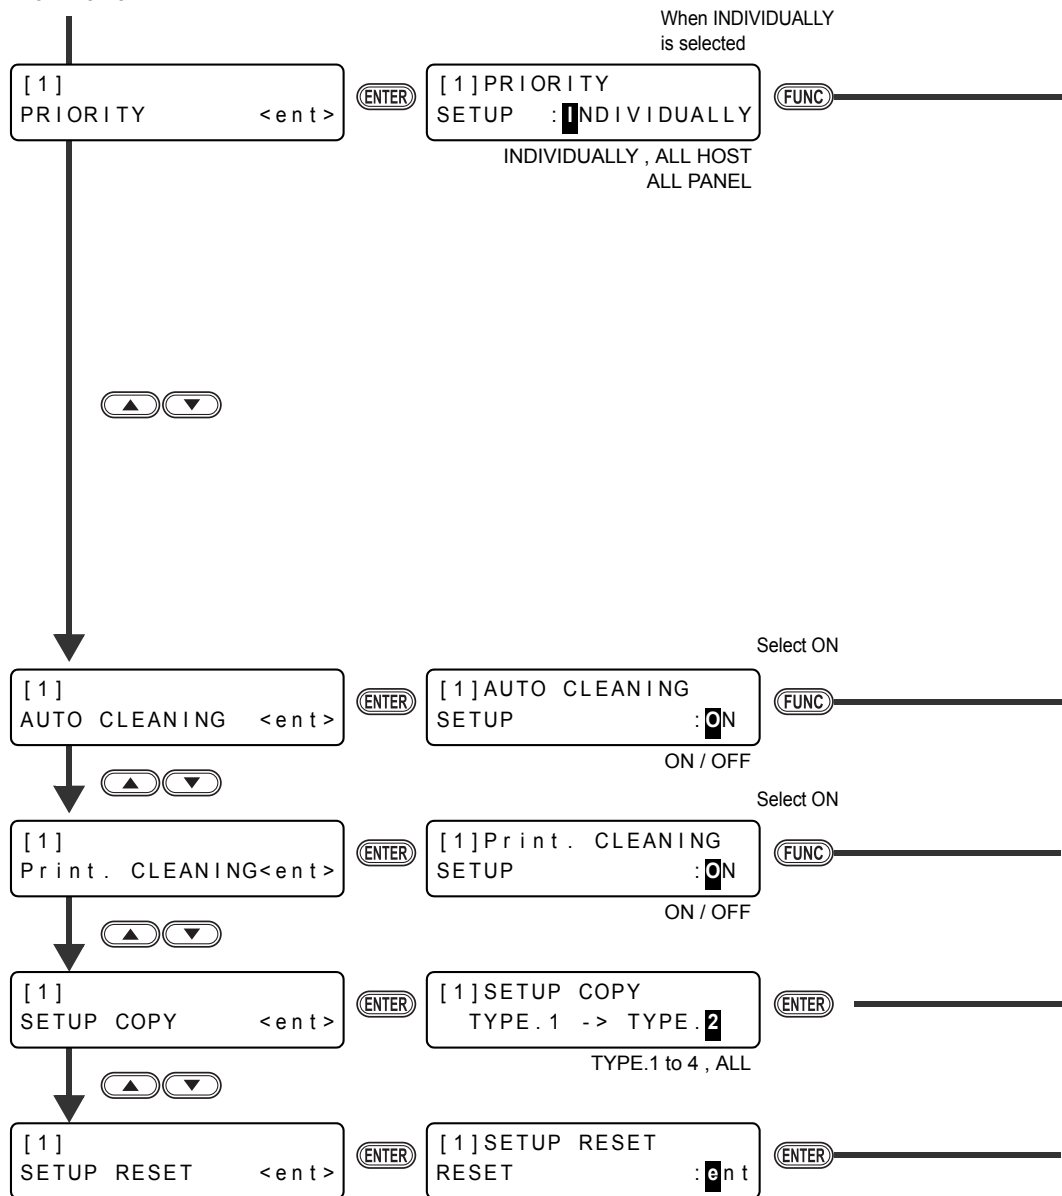 When INDIVIDUALLY
is selected
[1]
PRIORITY <ent>
ENTER
[1]PRIORITY
SETUP :INDIVIDUALLY
FUNC
INDIVIDUALLY , ALL HOST
ALL PANEL
Select ON
[1]
AUTO CLEANING <ent>
ENTER
[1]AUTO CLEANING
SETUP :ON
FUNC
ON / OFF
Select ON
[1]
Print. CLEANING<ent>
ENTER
[1]Print. CLEANING
SETUP :ON
FUNC
ON / OFF
[1]
SETUP COPY <ent>
ENTER
[1]SETUP COPY
TYPE.1 -> TYPE.2
ENTER
TYPE.1 to 4 , ALL
[1]
SETUP RESET <ent>
ENTER
[1]SETUP RESET
RESET :ent
ENTER